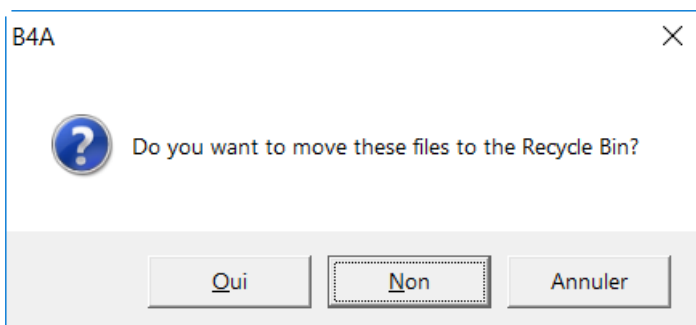 B4A
Do you want to move these files to the Recycle Bin?
Oui
Non
Annuler